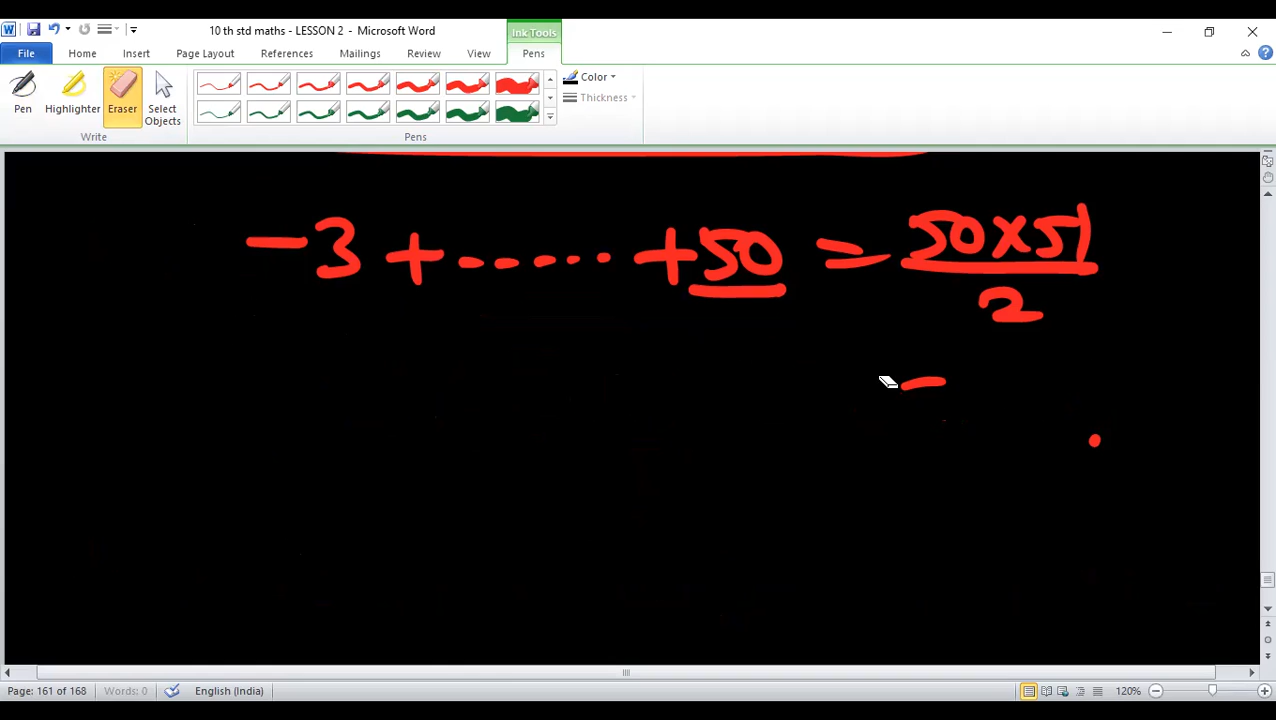 10 th std maths - LESSON 2 - Microsoft Word
Ink Tools
File Home Insert Page Layout References Mailings Review View Pens
Pen Highlighter Eraser Select Objects
Color
Thickness
Write Pens
- 3 + ...... + 50 = 50 x 51
2
-
Page: 161 of 168 Words: 0 English (India) 120%